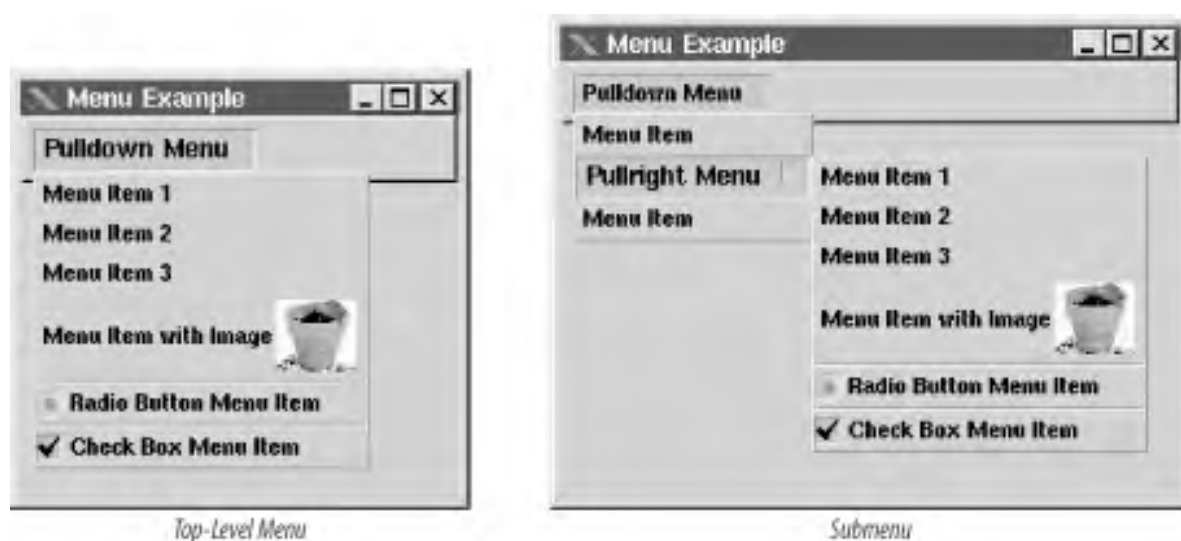 Menu Example
Pulldown Menu
Menu Item 1
Menu Item 2
Menu Item 3
Menu Item with Image
Radio Button Menu Item
Check Box Menu Item
Top-Level Menu
Menu Example
Pulldown Menu
Menu Item
Pullright Menu
Menu Item
Menu Item 1
Menu Item 2
Menu Item 3
Menu Item with Image
Radio Button Menu Item
Check Box Menu Item
Submenu